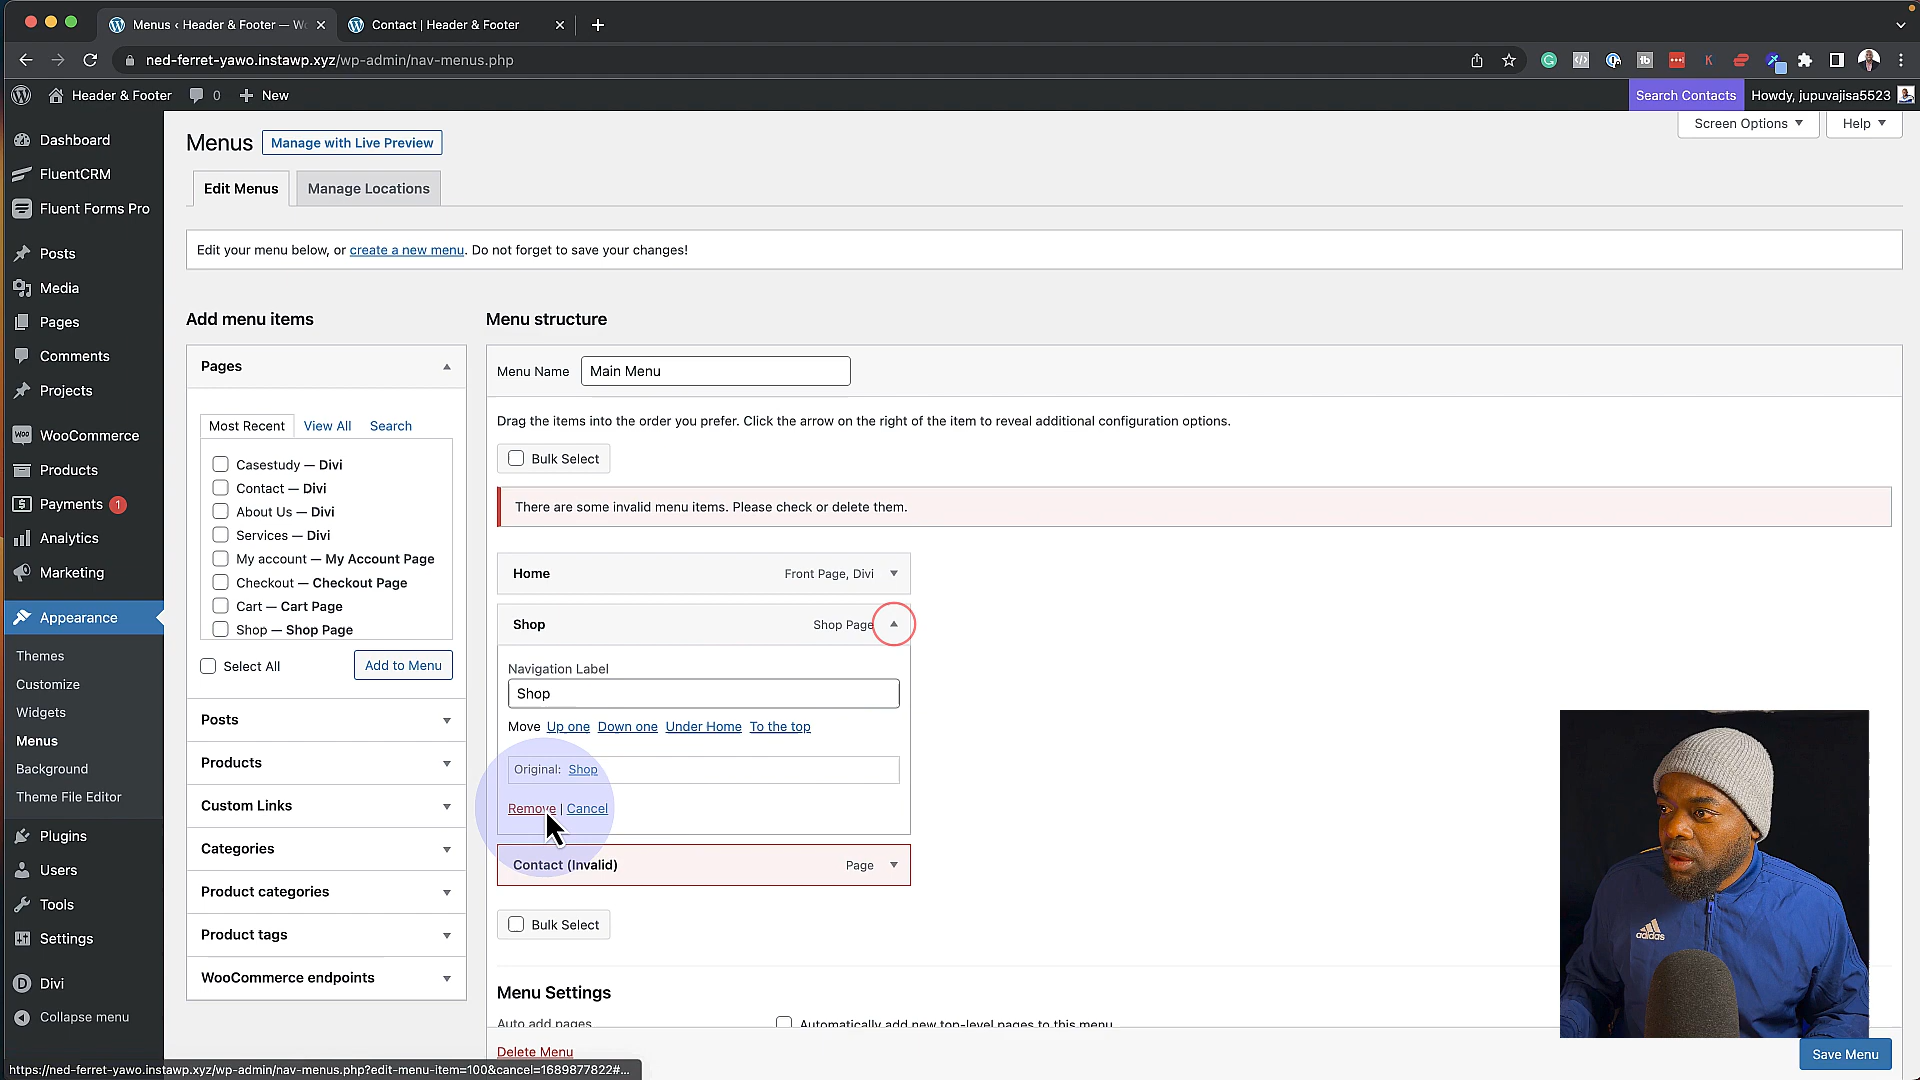 Menus ‹ Header & Footer — Wo
Contact | Header & Footer
ned-ferret-yawo.instawp.xyz/wp-admin/nav-menus.php
Header & Footer
0
New
Search Contacts
Howdy, jupuvajisa5523
Dashboard
FluentCRM
Fluent Forms Pro
Posts
Media
Pages
Comments
Projects
WooCommerce
Products
Payments 1
Analytics
Marketing
Appearance
Themes
Customize
Widgets
Menus
Background
Theme File Editor
Plugins
Users
Tools
Settings
Divi
Collapse menu
Menus
Manage with Live Preview
Screen Options
Help
Edit Menus
Manage Locations
Edit your menu below, or create a new menu. Do not forget to save your changes!
Add menu items
Pages
Most Recent
View All
Search
Casestudy — Divi
Contact — Divi
About Us — Divi
Services — Divi
My account — My Account Page
Checkout — Checkout Page
Cart — Cart Page
Shop — Shop Page
Select All
Add to Menu
Posts
Products
Custom Links
Categories
Product categories
Product tags
WooCommerce endpoints
Menu structure
Menu Name
Main Menu
Drag the items into the order you prefer. Click the arrow on the right of the item to reveal additional configuration options.
Bulk Select
There are some invalid menu items. Please check or delete them.
Home
Front Page, Divi
Shop
Shop Page
Navigation Label
Shop
Move Up one Down one Under Home To the top
Original: Shop
Remove | Cancel
Contact (Invalid)
Page
Bulk Select
Menu Settings
Auto add pages
Automatically add new top-level pages to this menu
Delete Menu
Save Menu
https://ned-ferret-yawo.instawp.xyz/wp-admin/nav-menus.php?edit-menu-item=100&cancel=1689877822#...
adidas